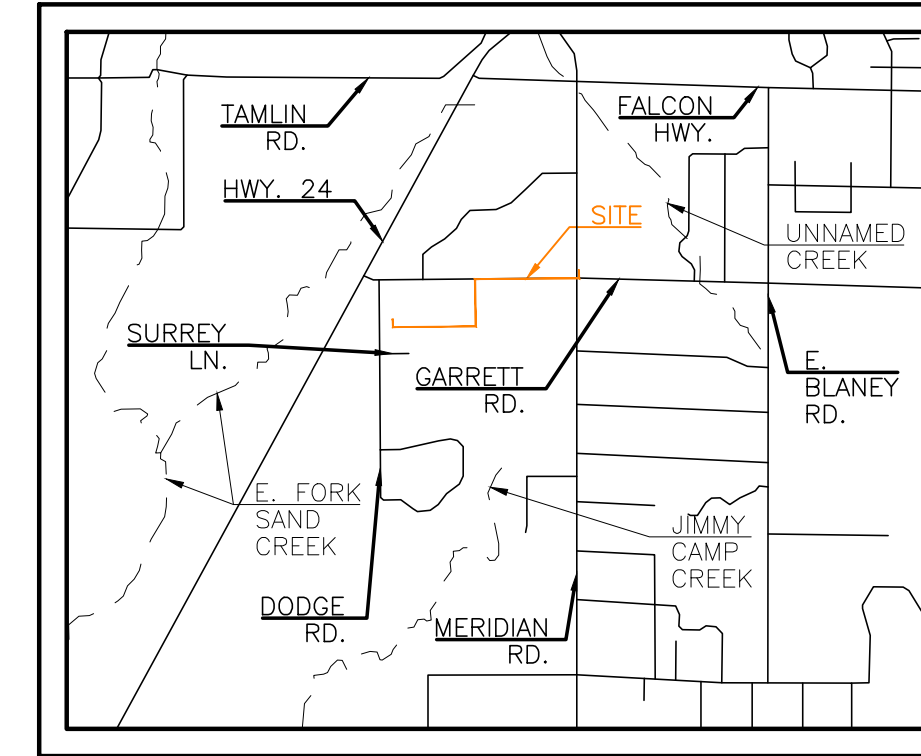 TAMLIN
RD.
FALCON
HWY.
HWY. 24
SITE
UNNAMED
CREEK
SURREY
LN.
GARRETT
RD.
E.
BLANEY
RD.
E. FORK
SAND
CREEK
JIMMY
CAMP
CREEK
DODGE
RD.
MERIDIAN
RD.